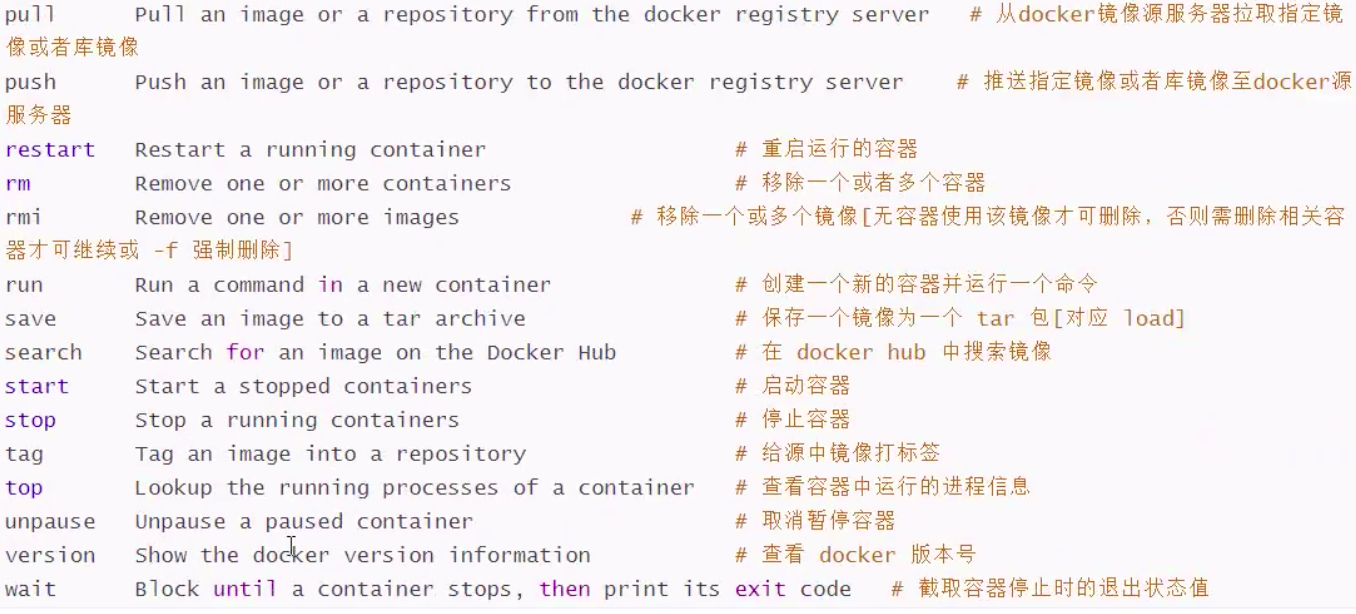 pull Pull an image or a repository from the docker registry server # 从docker镜像源服务器拉取指定镜
像或者库镜像
push Push an image or a repository to the docker registry server # 推送指定镜像或者库镜像至docker源
服务器
restart Restart a running container # 重启运行的容器
rm Remove one or more containers # 移除一个或者多个容器
rmi Remove one or more images # 移除一个或多个镜像[无容器使用该镜像才可删除，否则需删除相关容
器才可继续或 -f 强制删除]
run Run a command in a new container # 创建一个新的容器并运行一个命令
save Save an image to a tar archive # 保存一个镜像为一个 tar 包[对应 load]
search Search for an image on the Docker Hub # 在 docker hub 中搜索镜像
start Start a stopped containers # 启动容器
stop Stop a running containers # 停止容器
tag Tag an image into a repository # 给源中镜像打标签
top Lookup the running processes of a container # 查看容器中运行的进程信息
unpause Unpause a paused container # 取消暂停容器
version Show the docker version information # 查看 docker 版本号
wait Block until a container stops, then print its exit code # 截取容器停止时的退出状态值